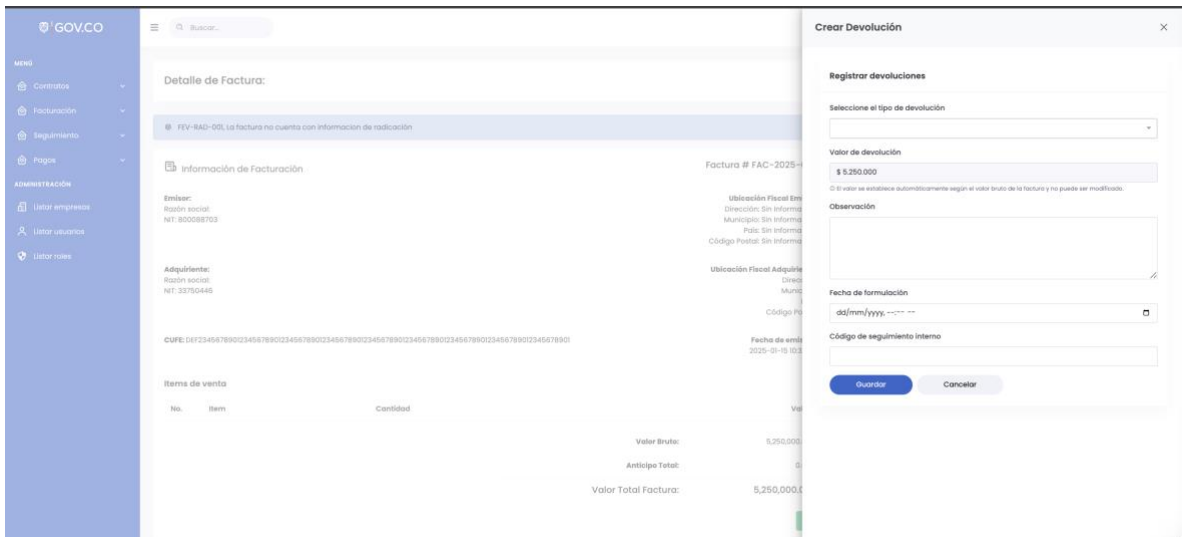 GOV.CO
Buscar...
MENÚ
Contratos
Facturación
Seguimiento
Pagos
ADMINISTRACIÓN
Listar empresas
Listar usuarios
Listar roles
Detalle de Factura:
FEV-RAD-001, La factura no cuenta con informacion de radicación
Información de Facturación
Factura # FAC-2025-
Emisor:
Razón social:
NIT: 800088702
Ubicación Fiscal Em
Dirección: Sin Informa
Municipio: Sin Informa
País: Sin Informa
Código Postal: Sin Informa
Adquiriente:
Razón social:
NIT: 33750446
Ubicación Fiscal Adquirie
Direc
Munic
Código Po
CUFE:
Fecha de emis
2025-01-15 10:3
Items de venta
No. Item Cantidad Val
Valor Bruto: 5,250,000.
Anticipo Total: 0.
Valor Total Factura: 5,250,000.0
Crear Devolución
Registrar devoluciones
Seleccione el tipo de devolución
Valor de devolución
$ 5.250.000
El valor se establece automáticamente según el valor bruto de la factura y no puede ser modificado.
Observación
Fecha de formulación
dd/mm/yyyy, --:-- --
Código de seguimiento interno
Guardar Cancelar